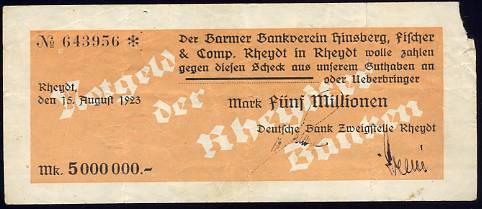 № 643956 *
Der Barmer Bankverein Hinsberg, Fischer
& Comp. Rheydt in Rheydt wolle zahlen
gegen diesen Scheck aus unserem Guthaben an
oder Ueberbringer
Rheydt,
den 15. August 1923
Mark Fünf Millionen
Deutsche Bank Zweigstelle Rheydt
Mk. 5000000.-
Notgeld
der
Rheydter
Banken